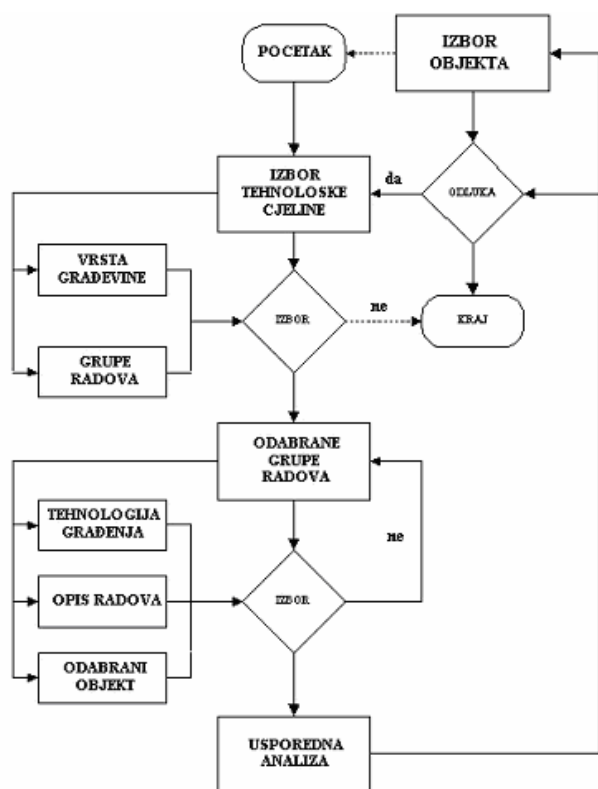 POCETAK
IZBOR
OBJEKTA
IZBOR
TEHNOLOSKE
CJELINE
da
ODLUKA
VRSTA
GRAĐEVINE
IZBOR
ne
KRAJ
GRUPE
RADOVA
ODABRANE
GRUPE
RADOVA
TEHNOLOGIJA
GRAĐENJA
ne
OPIS RADOVA
IZBOR
ODABRANI
OBJEKT
USPOREDNA
ANALIZA